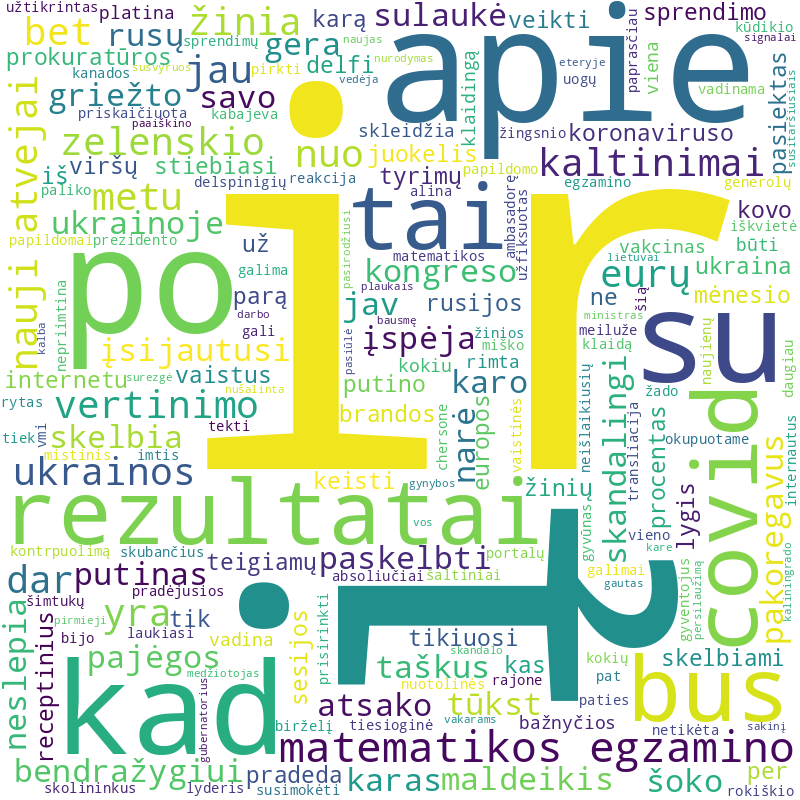 užtikrintas
platina
žinia
bet
rusų
sprendimų
prokuratūros
gera
karą
sulaukė
veikti
naujas
delfi
nurodymas
apie
sprendimo
kūdikio
signalai
kanados
susvyruos
pirkti
vedėja
jau
griežto
savo
priskaičiuota
kabajeva
paaiškino
klaidingą
eteryje
uogų
paprasčiau
viena
vadinama
pasiektas
susitaršiusiais
zelenskio
nuo
skleidžia
žingsnio
koronaviruso
juokelis
papildomo
kaltinimai
nauji atvejai
iš
viršų
stiebiasi
tyrimų
paliko
delspinigių
reakcija
alina
ambasadorę
užfiksuotas
egzamino
generolų
metu
ukrainoje
papildomai
prezidento
už
kovo
iškvietė
po
ir
tai
matematikos
pasirodžiusi
vakcinas
lietuvai
būti
ukraina
galima
kongreso
eurų
mėnesio
nepriimtina
parą
plaukais
jav
rusijos
ne
šią
ministras
meiluže
su
darbo
gali
bausmę
įspėja
žinios
klaidą
kalba
įsijautusi
pasiūlė
miško
naujienų
daugiau
internetu
surezgė
vaistus
nušalinta
kokiu
rimta
putino
karo
žado
rytas
vertinimo
brandos
neišlaikiusių
skandalingi
transliacija
procentas
tiek
vmi
skelbia
tekti
chersone
narė
europos
vaistinės
okupuotame
covid
internautus
mistinis
imtis
ukrainos
keisti
gynybos
žinių
lygis
pakoregavus
rezultatai
vos
gyvūnas
vieno
kare
kontrpuolimą
skubančius
teigiamų
paskelbti
portalų
galimai
gautas
gyventojus
persilaužimą
kaliningrado
dar
putinas
absoliučiai
šaltiniai
pradėjusios
šimtukų
yra
tik
į
neslepia
receptinius
pirmieji
bijo
laukiasi
vadina
sesijos
prisirinkti
tikiuosi
skandalo
kokių
skelbiami
pajėgos
medžiotojas
taškus
kas
rajone
pat
kad
gubernatorius
nuotolinės
bus
atsako
tūkst
paties
birželį
tiesioginė
vakarams
bažnyčios
netikėta
sakinį
matematikos egzamino
bendražygiui
pradeda
karas
maldeikis
šoko
per
skolininkus
lyderis
susimokėti
rokiškio